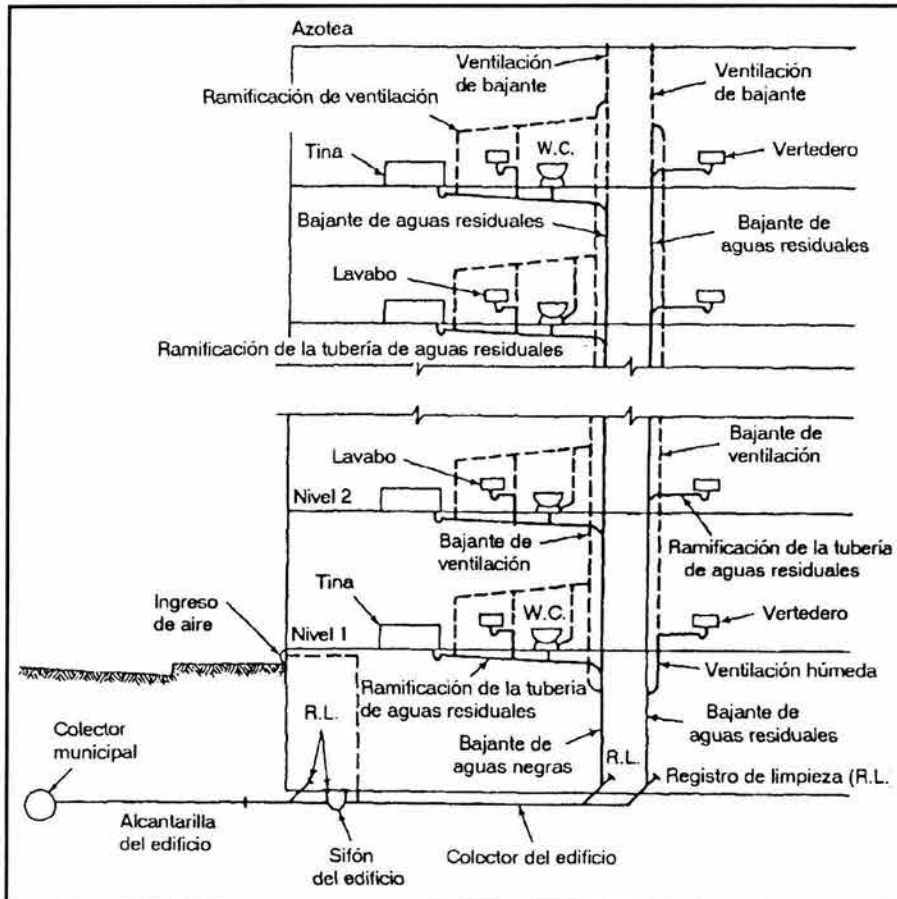 Azotea
Ventilación
de bajante
Ventilación
de bajante
Ramificación de ventilación
Tina
W.C.
Vertedero
Bajante de aguas residuales
Bajante de
aguas residuales
Lavabo
Ramificación de la tubería de aguas residuales
Lavabo
Bajante de
ventilación
Nivel 2
Bajante de
ventilación
Ramificación de la tubería
de aguas residuales
Tina
Ingreso
de aire
W.C.
Vertedero
Nivel 1
Ventilación húmeda
Ramificación de la tubería
de aguas residuales
R.L.
Colector
municipal
Bajante de
aguas negras
R.L.
Bajante de
aguas residuales
Registro de limpieza (R.L.
Alcantarilla
del edificio
Sifón
del edificio
Colector del edificio